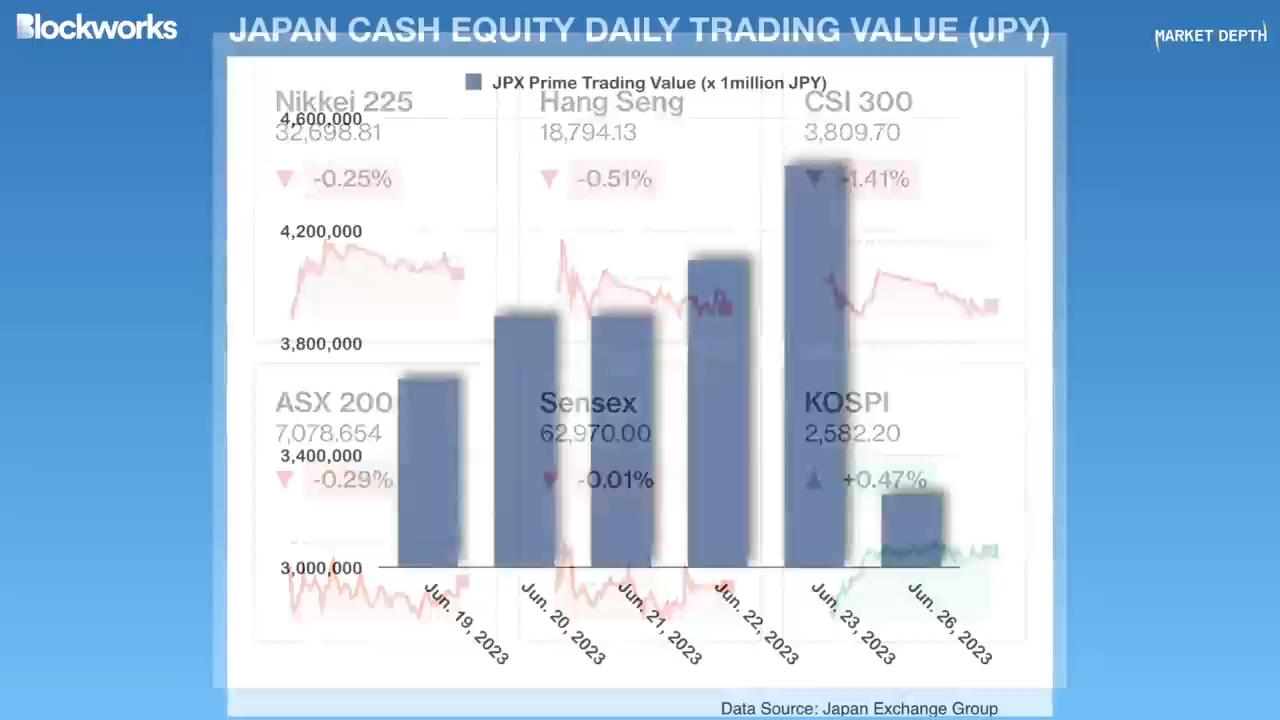 Blockworks
JAPAN CASH EQUITY DAILY TRADING VALUE (JPY)
MARKET DEPTH
JPX Prime Trading Value (x 1million JPY)
Nikkei 225
Hang Seng
CSI 300
4,600,000
32,698.81
18,794.13
3,809.70
▼ -0.25%
▼ -0.51%
▼ -1.41%
4,200,000
3,800,000
ASX 200
Sensex
KOSPI
7,078.654
62,970.00
2,582.20
3,400,000
▼ -0.29%
▼ -0.01%
▲ +0.47%
3,000,000
Jun. 19, 2023
Jun. 20, 2023
Jun. 21, 2023
Jun. 22, 2023
Jun. 23, 2023
Jun. 26, 2023
Data Source: Japan Exchange Group